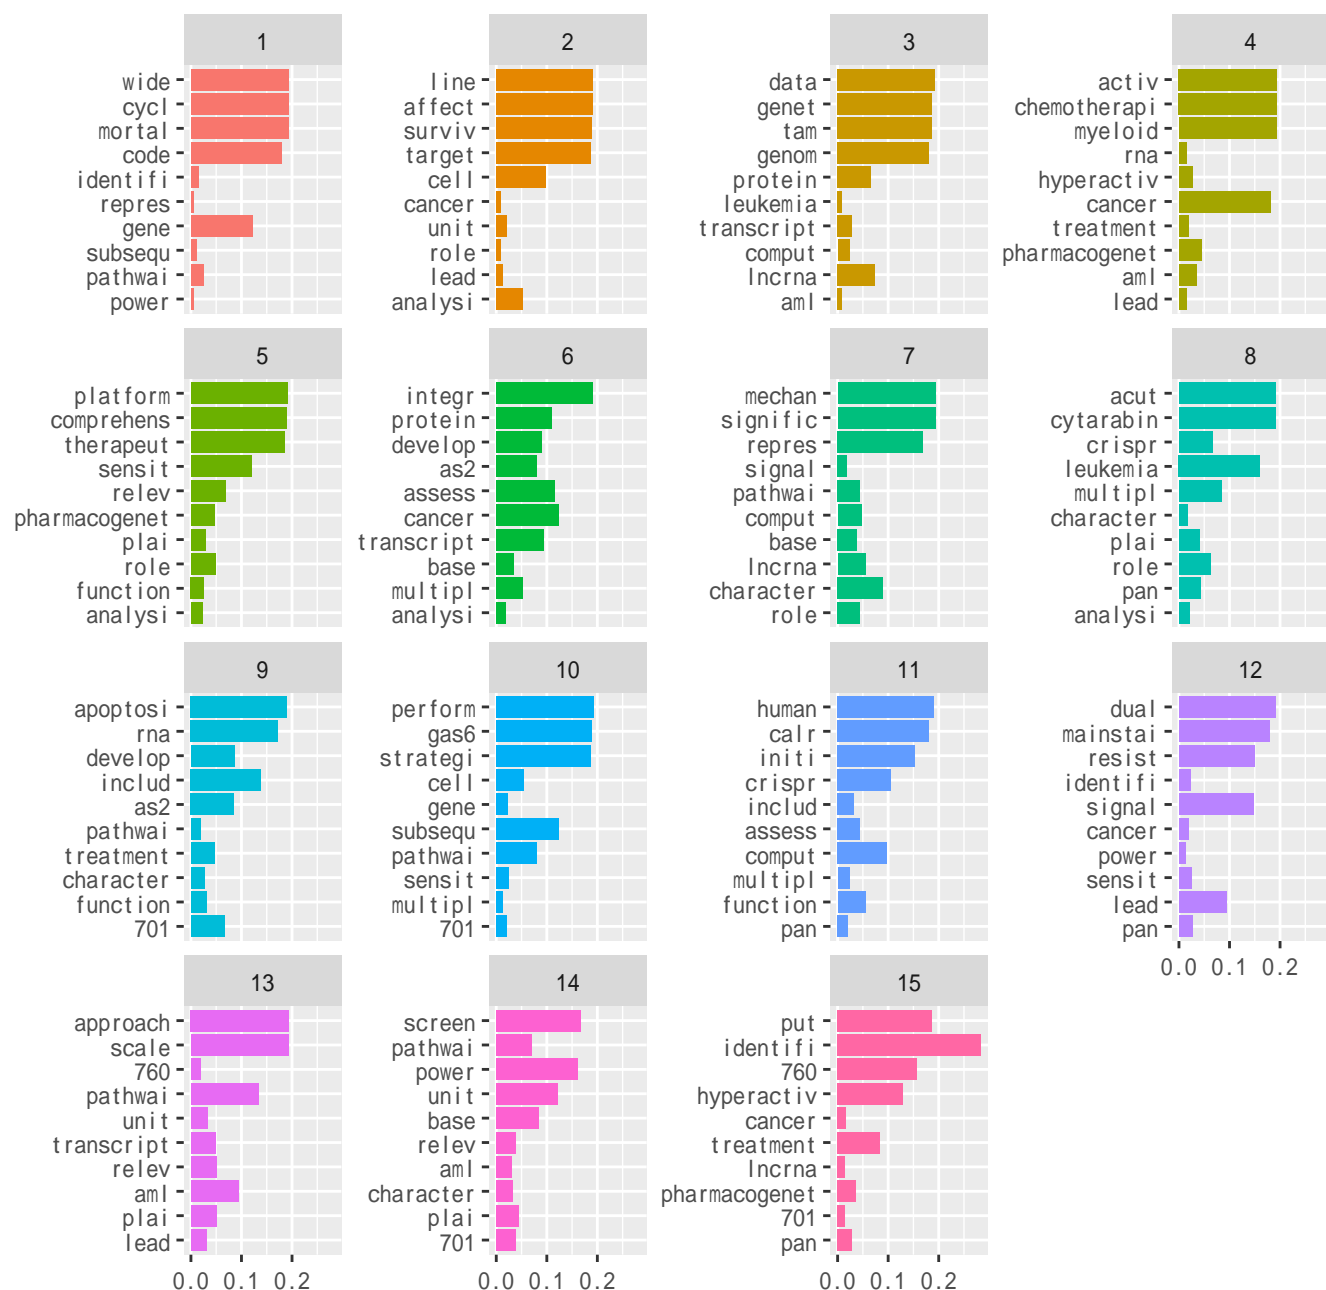 1
wide
cycl
mortal
code
identifi
repres
gene
subsequ
pathwai
power
2
line
affect
surviv
target
cell
cancer
unit
role
lead
analysi
3
data
genet
tam
genom
protein
leukemia
transcript
comput
lncrna
aml
4
activ
chemotherapi
myeloid
rna
hyperactiv
cancer
treatment
pharmacogenet
aml
lead
5
platform
comprehens
therapeut
sensit
relev
pharmacogenet
plai
role
function
analysi
6
integr
protein
develop
as2
assess
cancer
transcript
base
multipl
analysi
7
mechan
signific
repres
signal
pathwai
comput
base
lncrna
character
role
8
acut
cytarabin
crispr
leukemia
multipl
character
plai
role
pan
analysi
9
apoptosi
rna
develop
includ
as2
pathwai
treatment
character
function
701
10
perform
gas6
strategi
cell
gene
subsequ
pathwai
sensit
multipl
701
11
human
calr
initi
crispr
includ
assess
comput
multipl
function
pan
12
dual
mainstai
resist
identifi
signal
cancer
power
sensit
lead
pan
0.0 0.1 0.2
13
approach
scale
760
pathwai
unit
transcript
relev
aml
plai
lead
0.0 0.1 0.2
14
screen
pathwai
power
unit
base
relev
aml
character
plai
701
0.0 0.1 0.2
15
put
identifi
760
hyperactiv
cancer
treatment
lncrna
pharmacogenet
701
pan
0.0 0.1 0.2